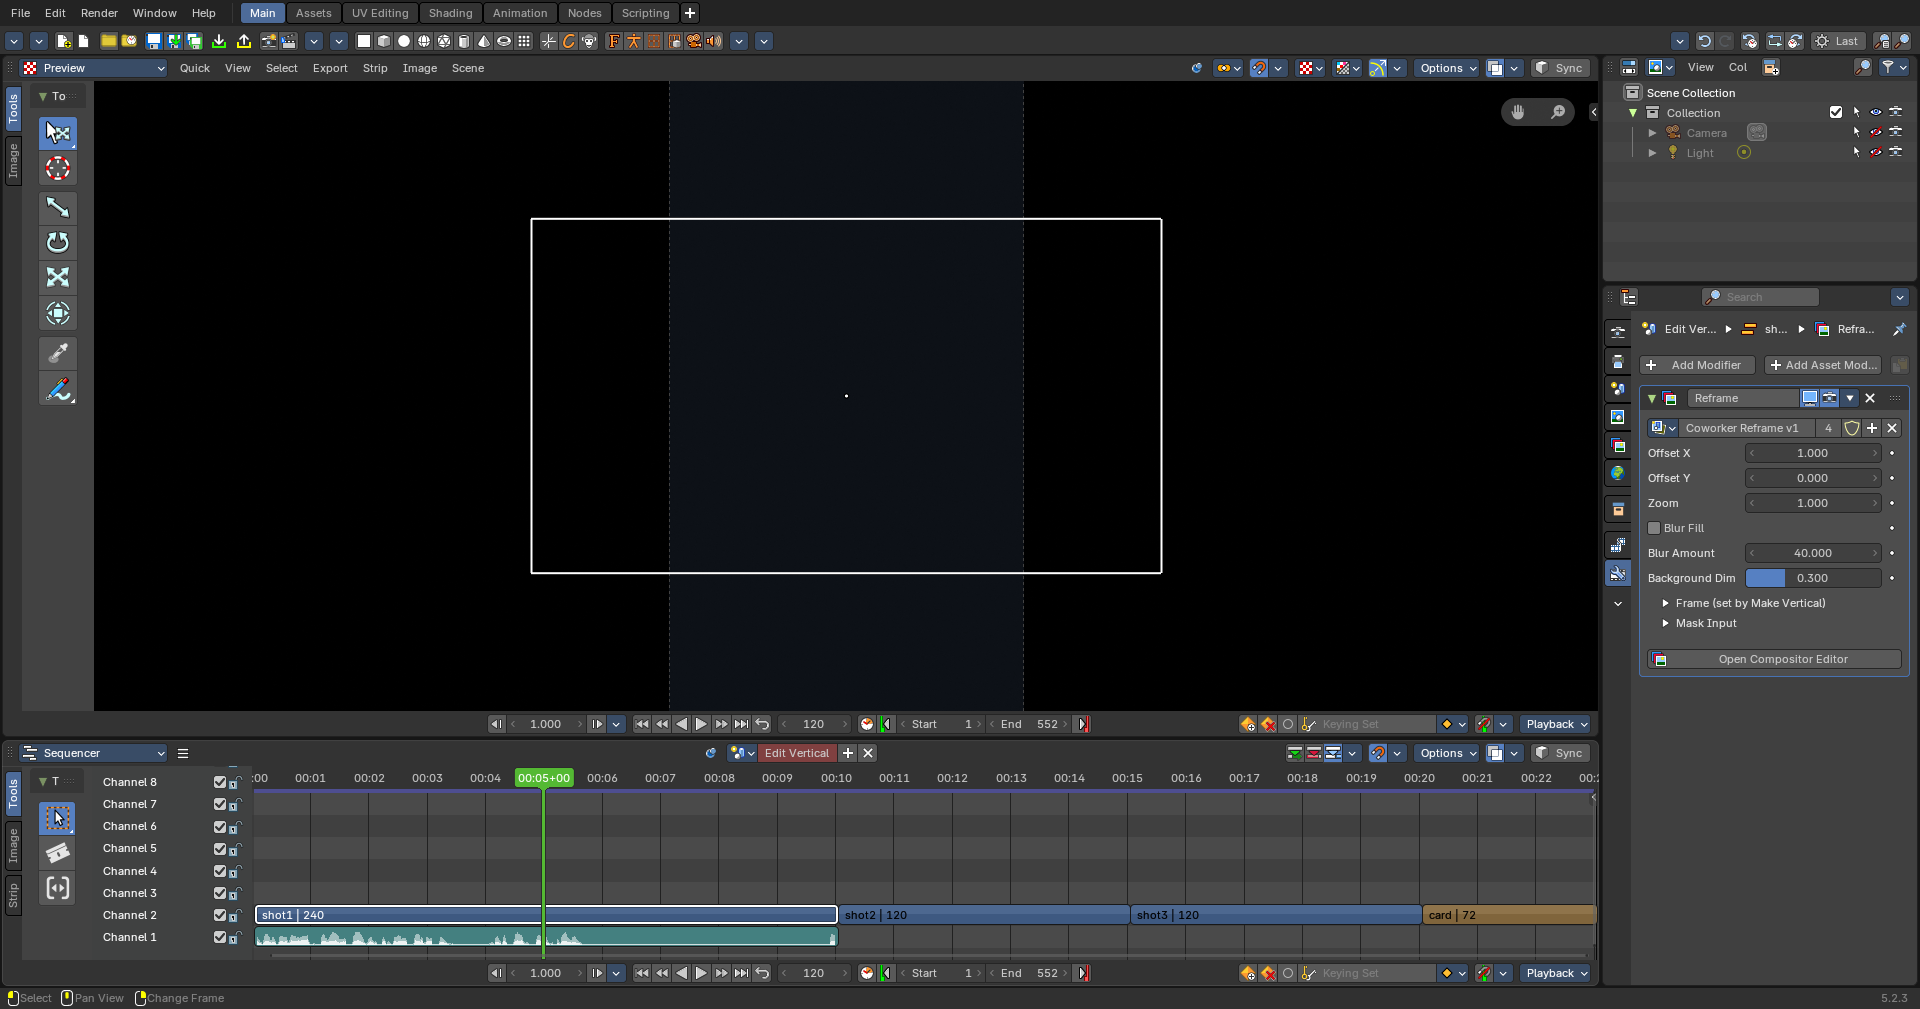 File Edit Render Window Help Main Assets UV Editing Shading Animation Nodes Scripting
Last
Preview Quick View Select Export Strip Image Scene Options Sync
View Col
Tools
Image
To
Scene Collection
Collection
Camera
Light
Search
Edit Ver... sh... Refra...
Add Modifier Add Asset Mod...
Reframe
Coworker Reframe v1 4
Offset X 1.000
Offset Y 0.000
Zoom 1.000
Blur Fill
Blur Amount 40.000
Background Dim 0.300
Frame (set by Make Vertical)
Mask Input
Open Compositor Editor
1.000 120 Start 1 End 552 Keying Set Playback
Sequencer Edit Vertical Options Sync
Tools
Image
Strip
T
:00 00:01 00:02 00:03 00:04 00:05+00 00:06 00:07 00:08 00:09 00:10 00:11 00:12 00:13 00:14 00:15 00:16 00:17 00:18 00:19 00:20 00:21 00:22 00:2
Channel 8
Channel 7
Channel 6
Channel 5
Channel 4
Channel 3
Channel 2
shot1 | 240 shot2 | 120 shot3 | 120 card | 72
Channel 1
1.000 120 Start 1 End 552 Keying Set Playback
Select Pan View Change Frame 5.2.3